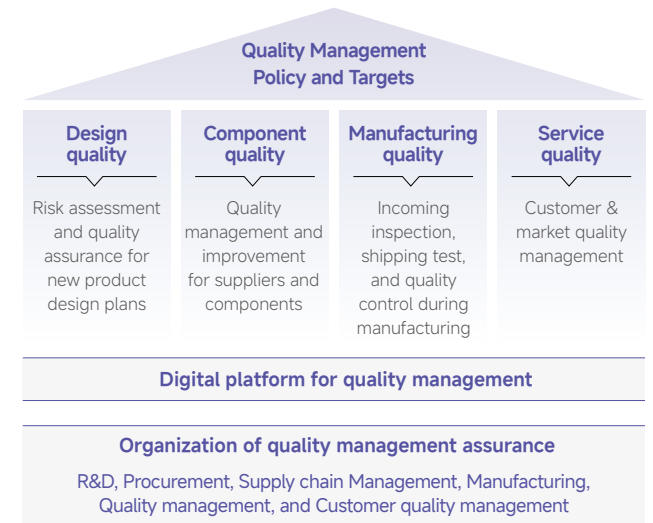 Quality Management
Policy and Targets
Design
quality
Risk assessment
and quality
assurance for
new product
design plans
Component
quality
Quality
management and
improvement
for suppliers and
components
Manufacturing
quality
Incoming
inspection,
shipping test,
and quality
control during
manufacturing
Service
quality
Customer &
market quality
management
Digital platform for quality management
Organization of quality management assurance
R&D, Procurement, Supply chain Management, Manufacturing,
Quality management, and Customer quality management